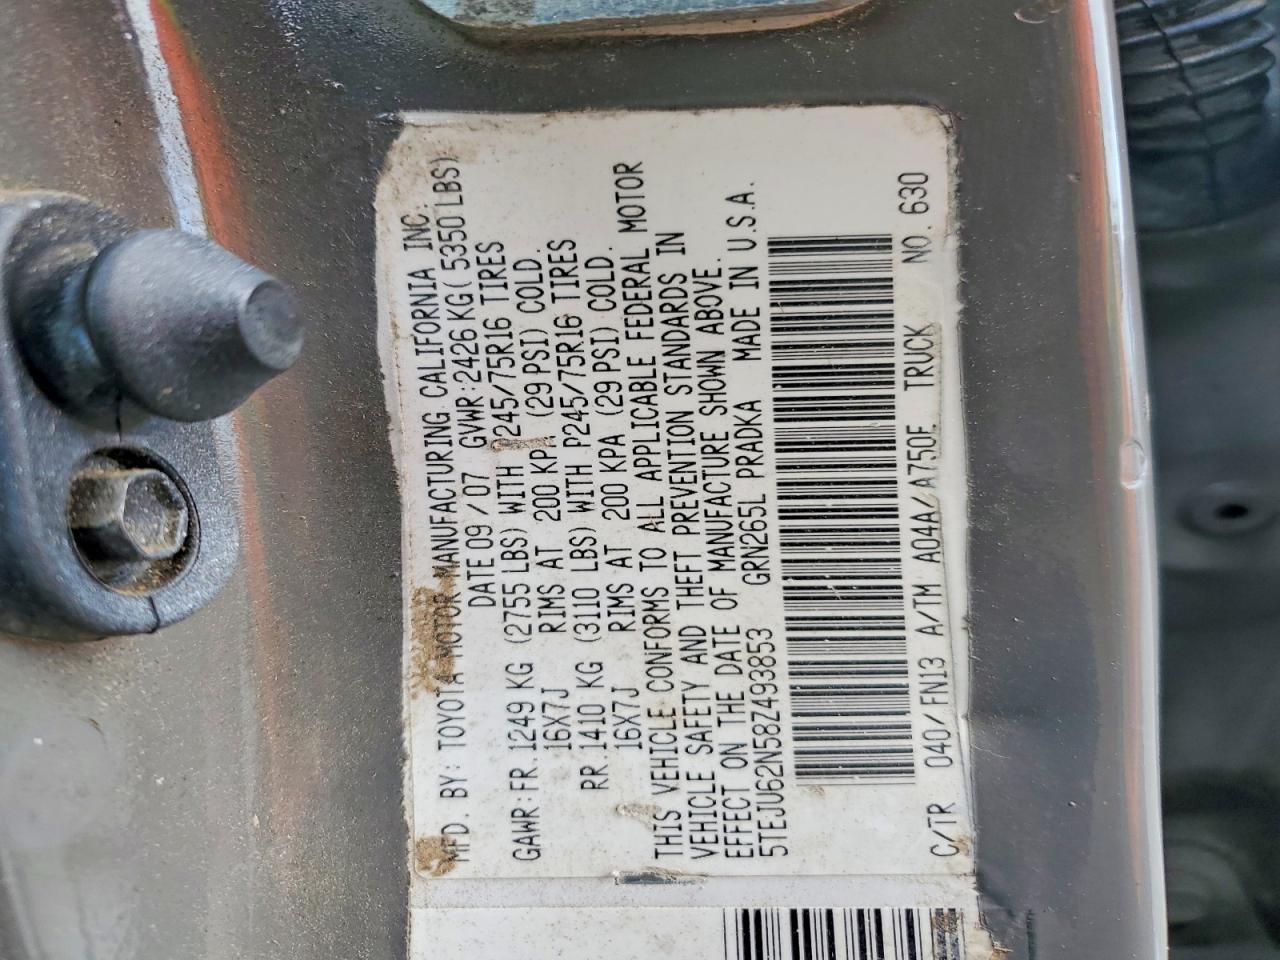 MFD. BY: TOYOTA MOTOR MANUFACTURING CALIFORNIA INC.
DATE 09 / 07 GVWR: 2426 KG( 5350 LBS)
GAWR: FR. 1249 KG (2755 LBS) WITH P245/75R16 TIRES
16X7J RIMS AT 200 KPA (29 PSI) COLD.
RR. 1410 KG (3110 LBS) WITH P245/75R16 TIRES
16X7J RIMS AT 200 KPA (29 PSI) COLD.
THIS VEHICLE CONFORMS TO ALL APPLICABLE FEDERAL MOTOR
VEHICLE SAFETY AND THEFT PREVENTION STANDARDS IN
EFFECT ON THE DATE OF MANUFACTURE SHOWN ABOVE.
5TEJU62N58Z493853 GRN265L PRADKA MADE IN U.S.A.
C/TR 040/ FN13 A/TM A04A/A750E TRUCK NO. 630